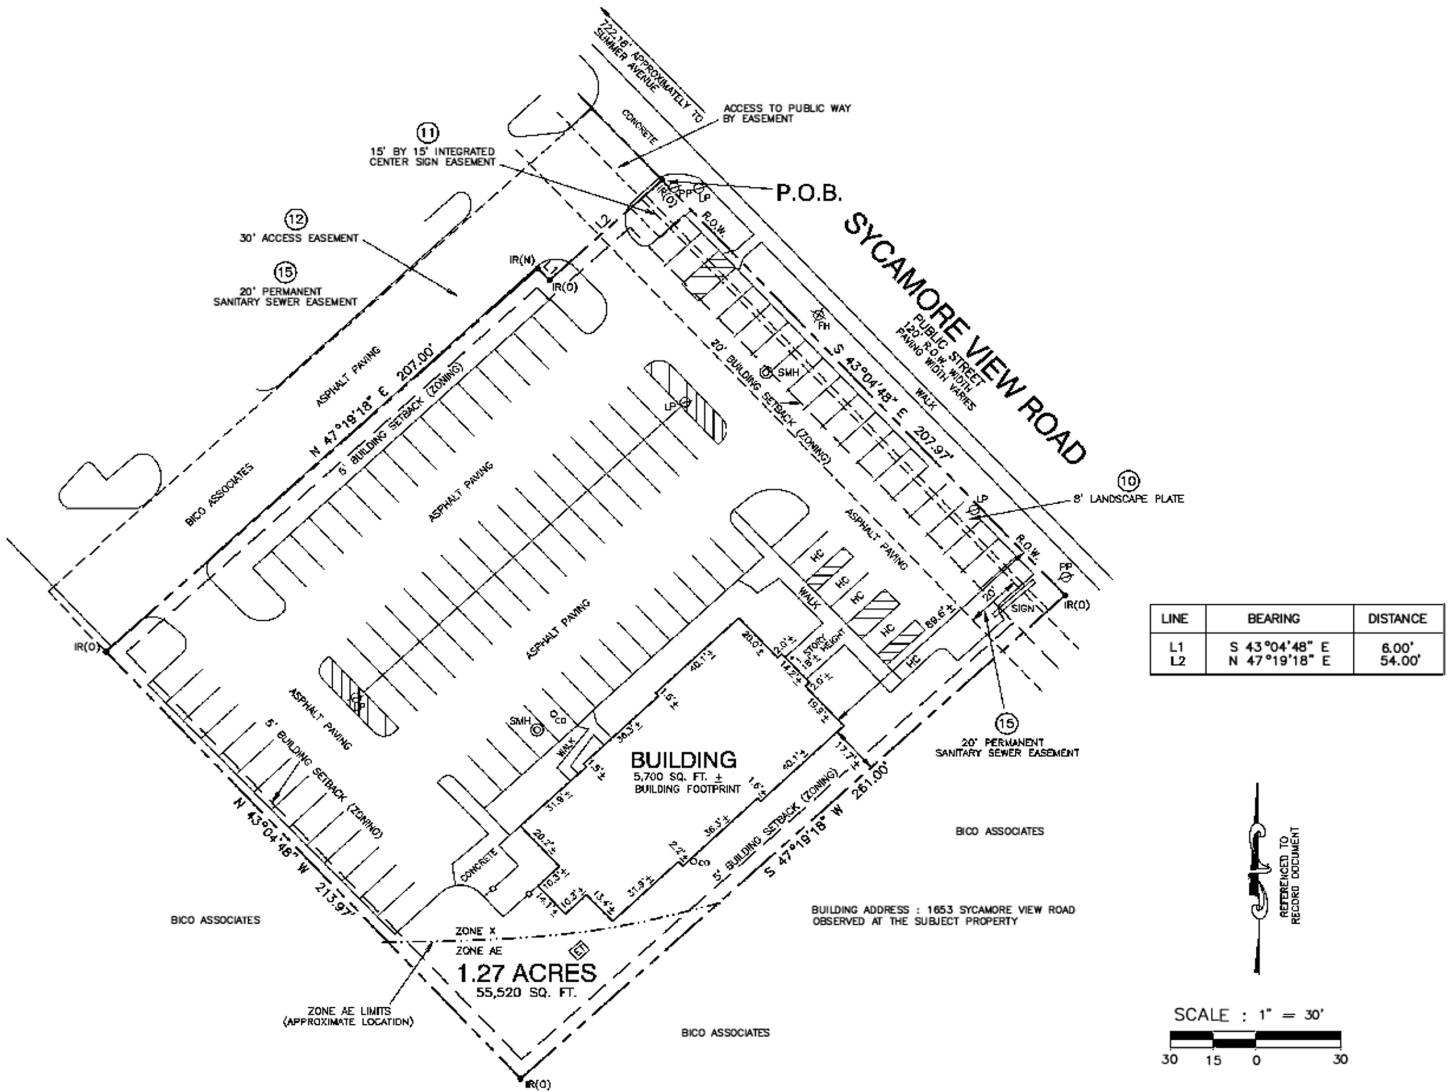 722.16' APPROXIMATELY TO
SUMMER AVENUE
CONCRETE
ACCESS TO PUBLIC WAY
BY EASEMENT
11
15' BY 15' INTEGRATED
CENTER SIGN EASEMENT
P.O.B.
IR(O)
PP
R.O.W.
12
30' ACCESS EASEMENT
15
20' PERMANENT
SANITARY SEWER EASEMENT
IR(N)
L1
IR(O)
L2
SYCAMORE VIEW ROAD
PUBLIC STREET
120' R.O.W. WIDTH
PAVING WIDTH VARIES
FH
WALK
S 43°04'48" E 207.97'
20' BUILDING SETBACK (ZONING)
SMH
LP
ASPHALT PAVING
N 47°19'18" E 207.00'
5' BUILDING SETBACK (ZONING)
BICO ASSOCIATES
ASPHALT PAVING
ASPHALT PAVING
10
8' LANDSCAPE PLATE
LP
R.O.W.
PP
IR(O)
20'
SIGN
HC
HC
HC
HC
HC
WALK
89.6'±
LINE BEARING DISTANCE
L1 S 43°04'48" E 6.00'
L2 N 47°19'18" E 54.00'
IR(O)
ASPHALT PAVING
ASPHALT PAVING
LP
5' BUILDING SETBACK (ZONING)
SMH
CO
WALK
20.0'±
2.0'±
1 STORY
18'± HEIGHT
14.2'±
2.0'±
19.9'±
40.1'±
1.6'±
36.3'±
1.5'±
31.9'±
BUILDING
5,700 SQ. FT. ±
BUILDING FOOTPRINT
17.7'±
40.1'±
1.6'±
36.3'±
2.2'±
CO
31.9'±
13.4'±
10.3'±
10.3'±
14.1'±
20.2'±
CONCRETE
15
20' PERMANENT
SANITARY SEWER EASEMENT
5' BUILDING SETBACK (ZONING)
S 47°19'18" W 261.00'
BICO ASSOCIATES
N 43°04'48" W 213.97'
BICO ASSOCIATES
BUILDING ADDRESS : 1653 SYCAMORE VIEW ROAD
OBSERVED AT THE SUBJECT PROPERTY
ZONE X
ZONE AE
ET
1.27 ACRES
55,520 SQ. FT.
ZONE AE LIMITS
(APPROXIMATE LOCATION)
BICO ASSOCIATES
IR(O)
REFERENCED TO
RECORD DOCUMENT
SCALE : 1" = 30'
30 15 0 30